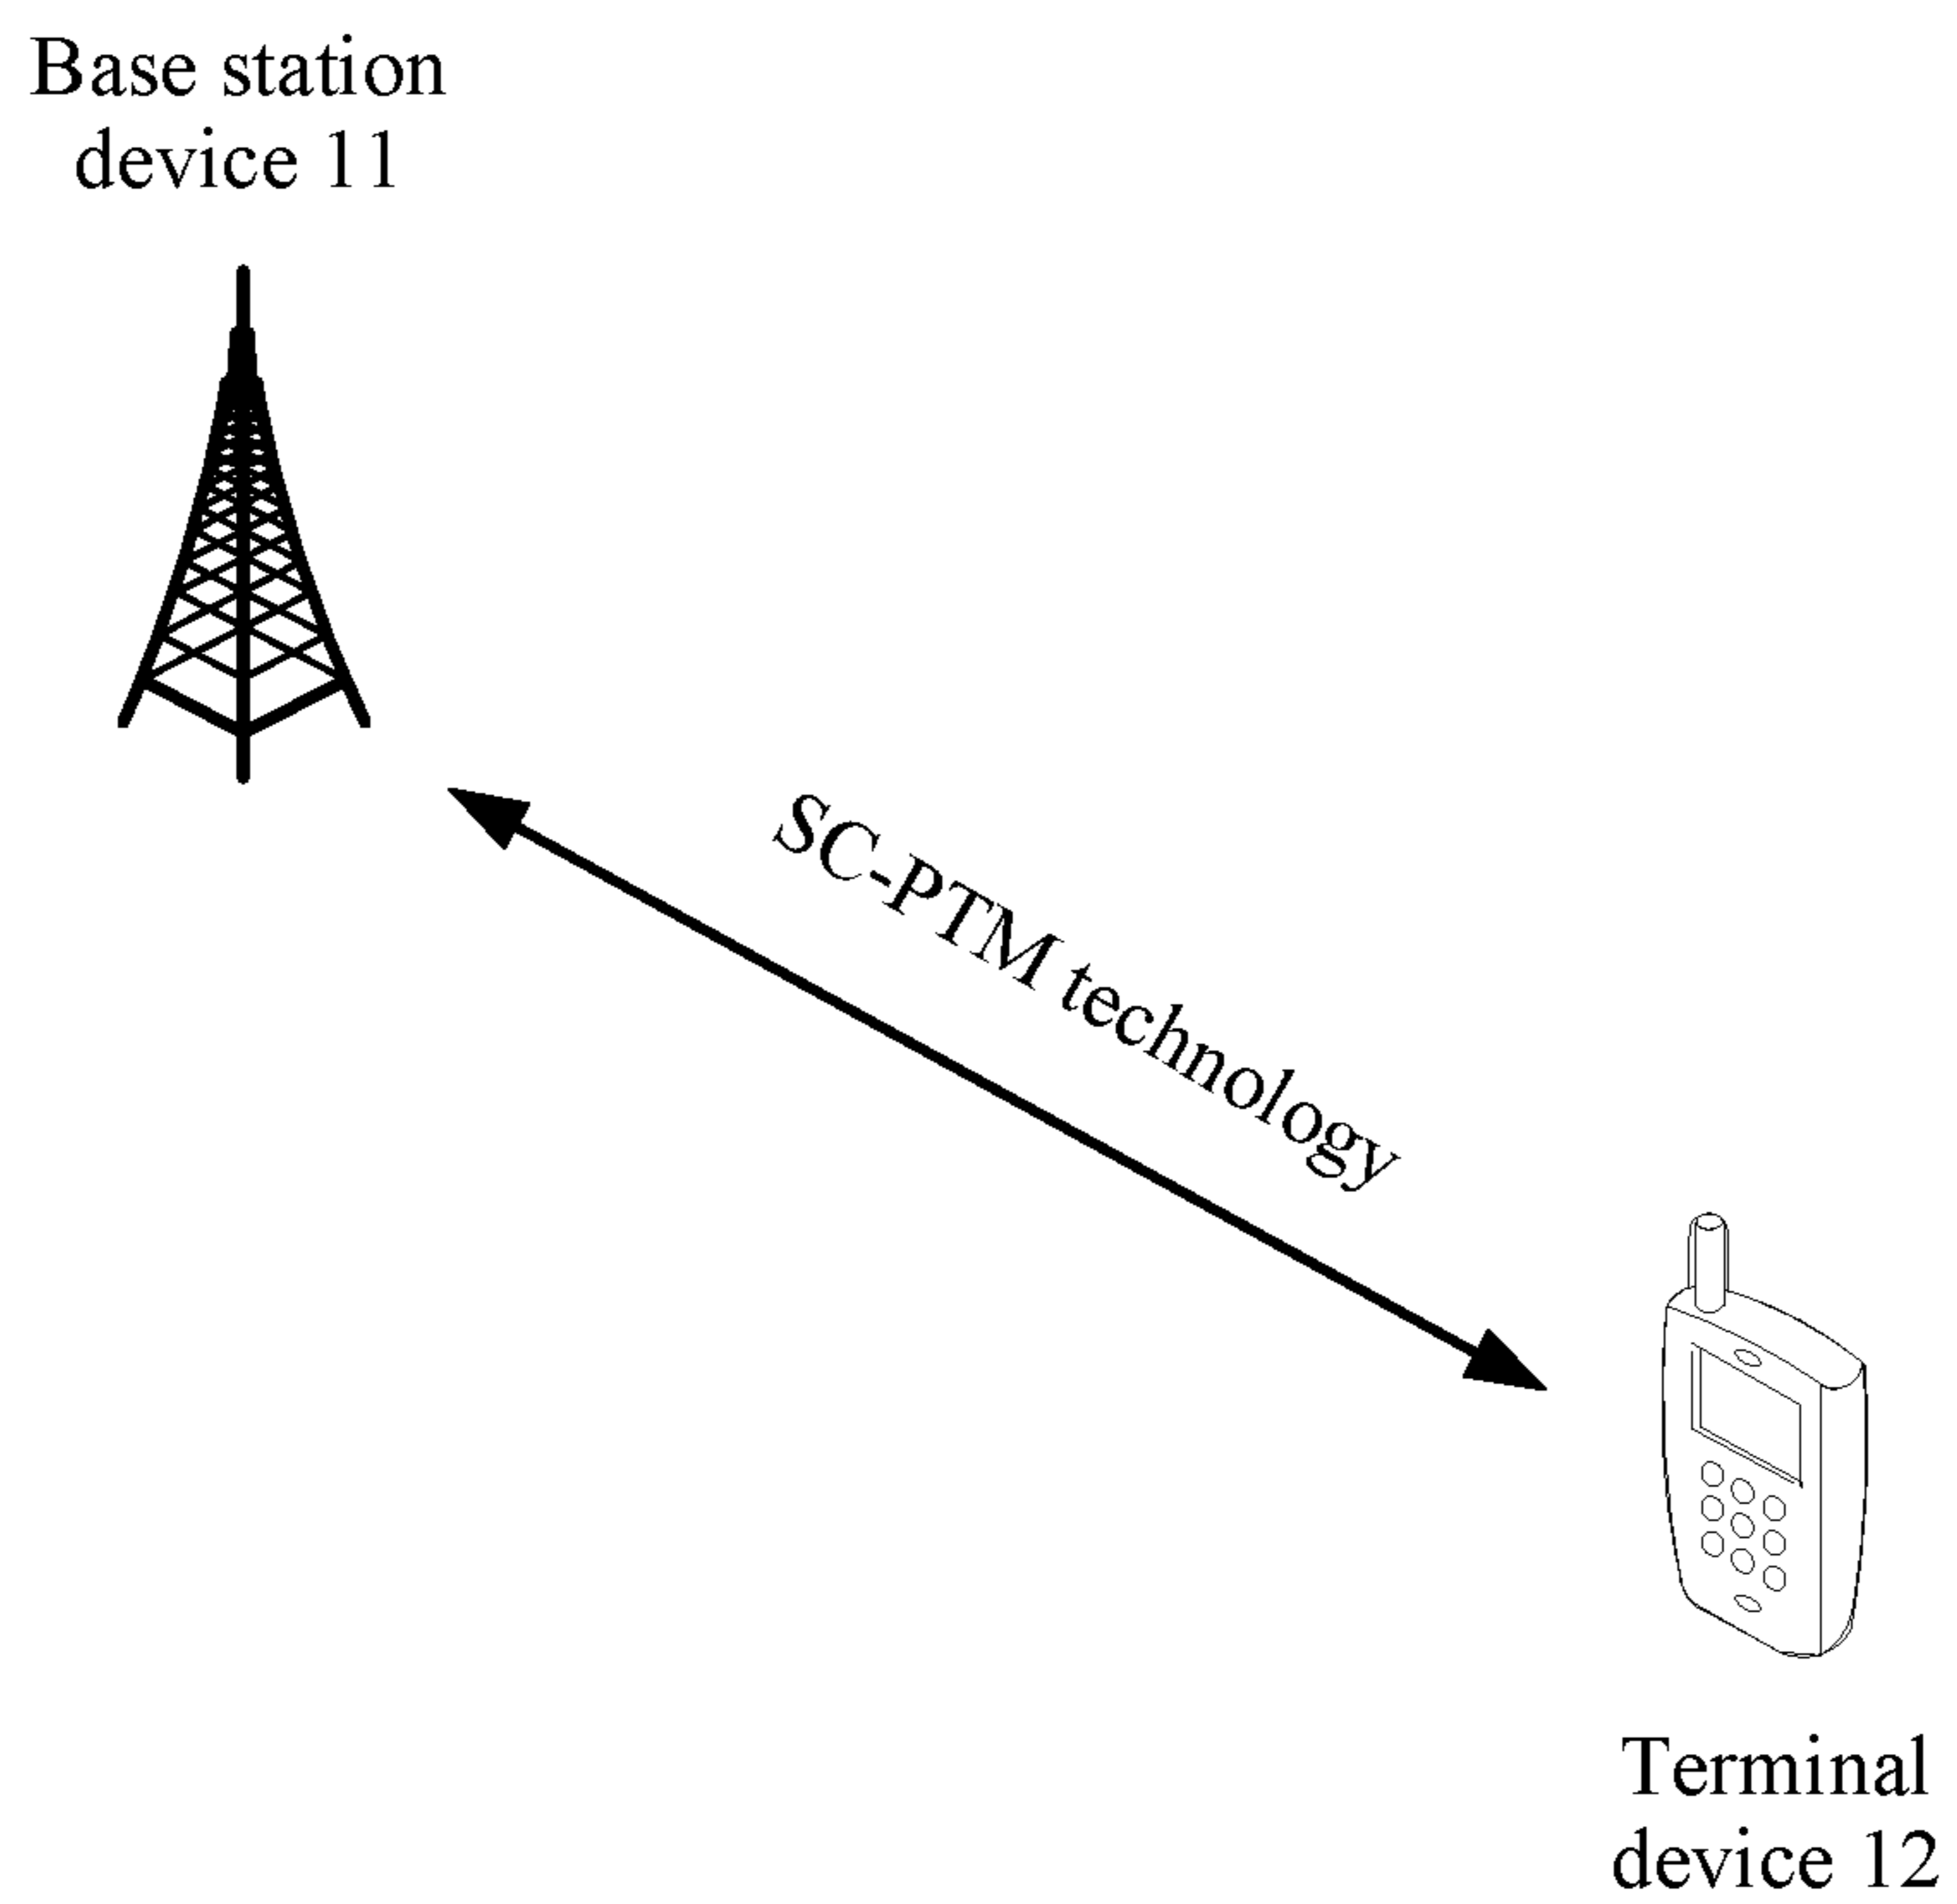 Base station
device 11
SC-PTM technology
Terminal
device 12